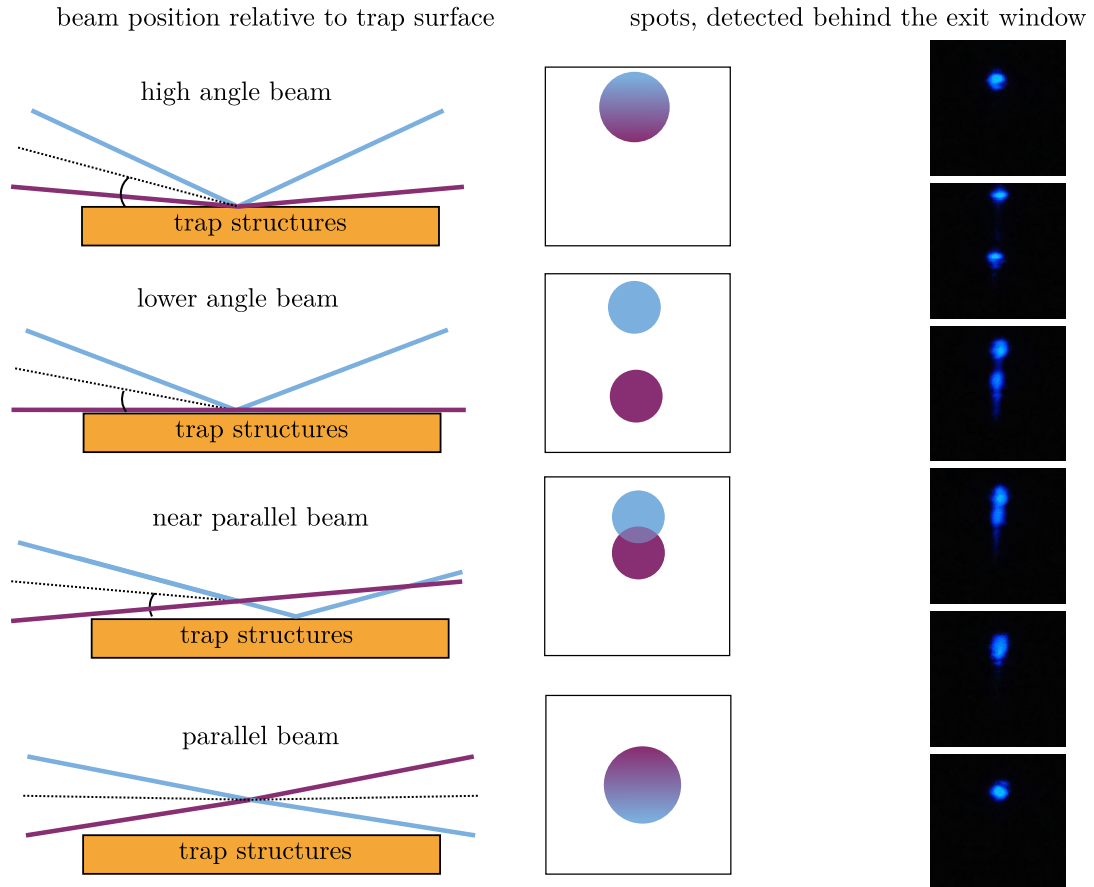 beam position relative to trap surface
spots, detected behind the exit window
high angle beam
trap structures
lower angle beam
trap structures
near parallel beam
trap structures
parallel beam
trap structures